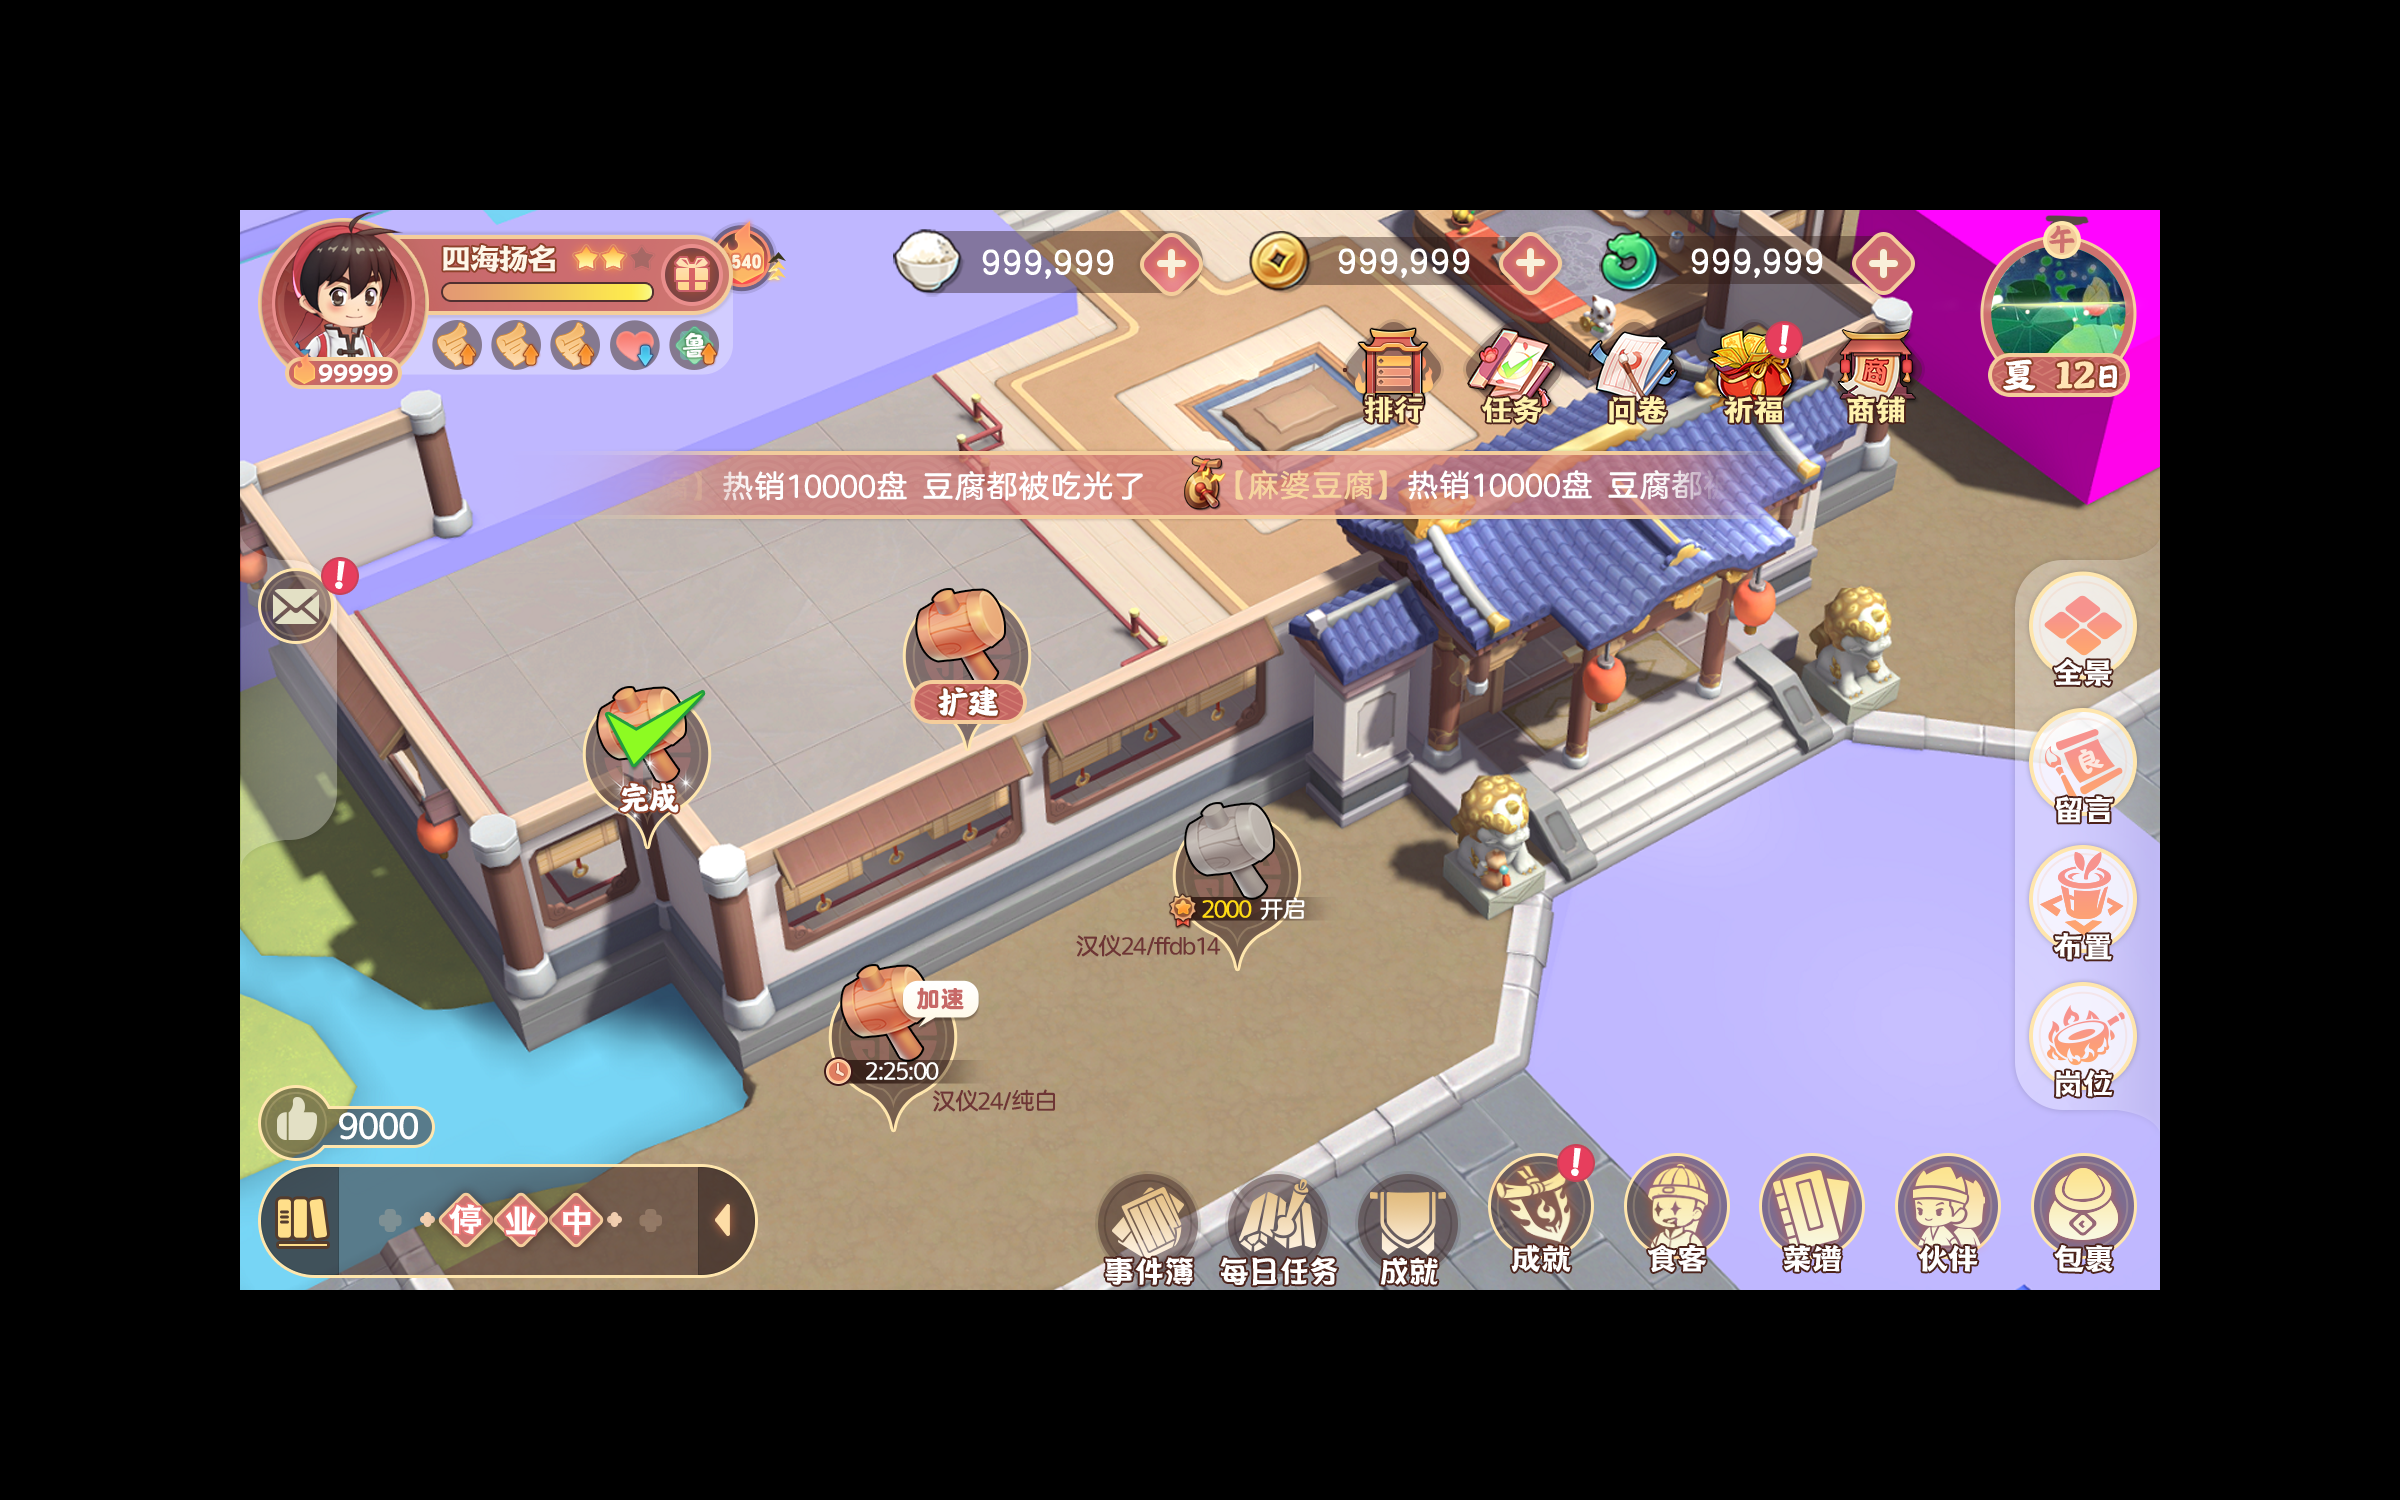 四海扬名
540
99999
鲁
999,999
999,999
999,999
午
夏 12日
排行
任务
问卷
祈福
商
商铺
】热销10000盘 豆腐都被吃光了
【麻婆豆腐】热销10000盘 豆腐都
扩建
完成
全景
良
留言
布置
岗位
2000 开启
汉仪24/ffdb14
加速
2:25:00
汉仪24/纯白
9000
停业中
事件簿
每日任务
成就
成就
食客
菜谱
伙伴
包裹